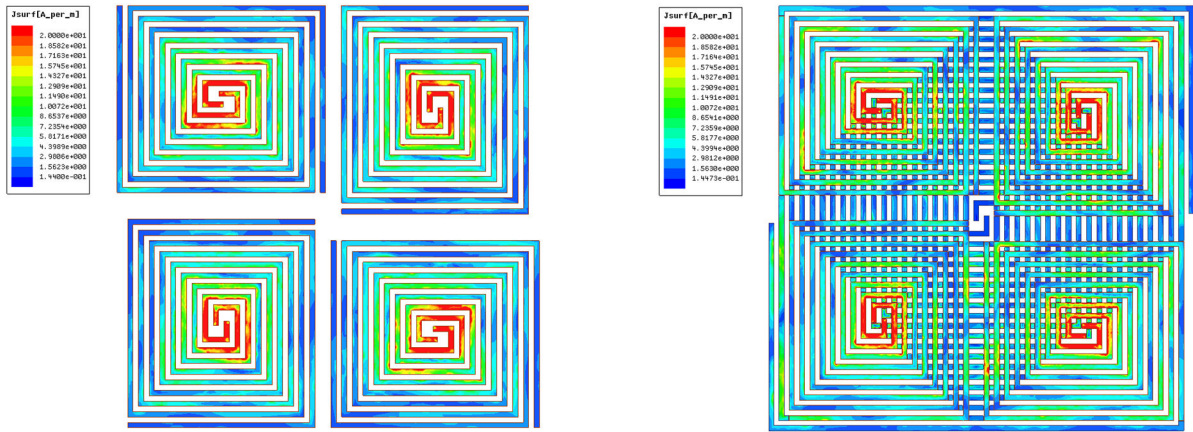 Jsurf[A_per_m]
2.0000e+001
1.8582e+001
1.7163e+001
1.5745e+001
1.4327e+001
1.2909e+001
1.1490e+001
1.0072e+001
8.6537e+000
7.2354e+000
5.8171e+000
4.3989e+000
2.9806e+000
1.5623e+000
1.4400e-001
Jsurf[A_per_m]
2.0000e+001
1.8582e+001
1.7164e+001
1.5745e+001
1.4327e+001
1.2909e+001
1.1491e+001
1.0072e+001
8.6541e+000
7.2359e+000
5.8177e+000
4.3994e+000
2.9812e+000
1.5630e+000
1.4473e-001